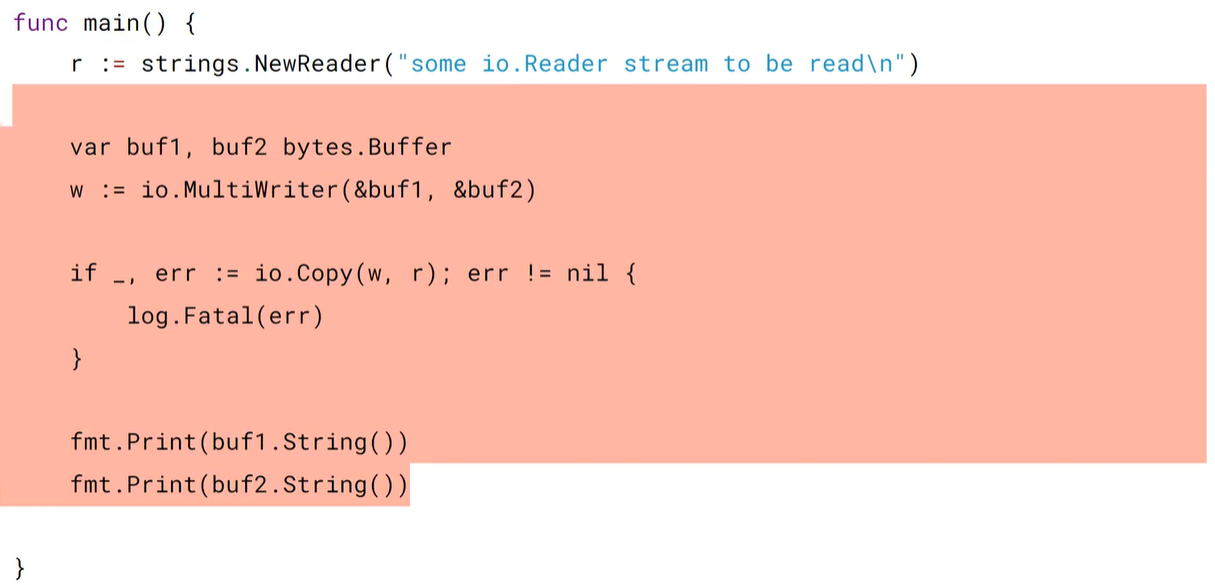 func main() {
    r := strings.NewReader("some io.Reader stream to be read\n")
    var buf1, buf2 bytes.Buffer
    w := io.MultiWriter(&buf1, &buf2)
    if _, err := io.Copy(w, r); err != nil {
        log.Fatal(err)
    }
    fmt.Print(buf1.String())
    fmt.Print(buf2.String())
}